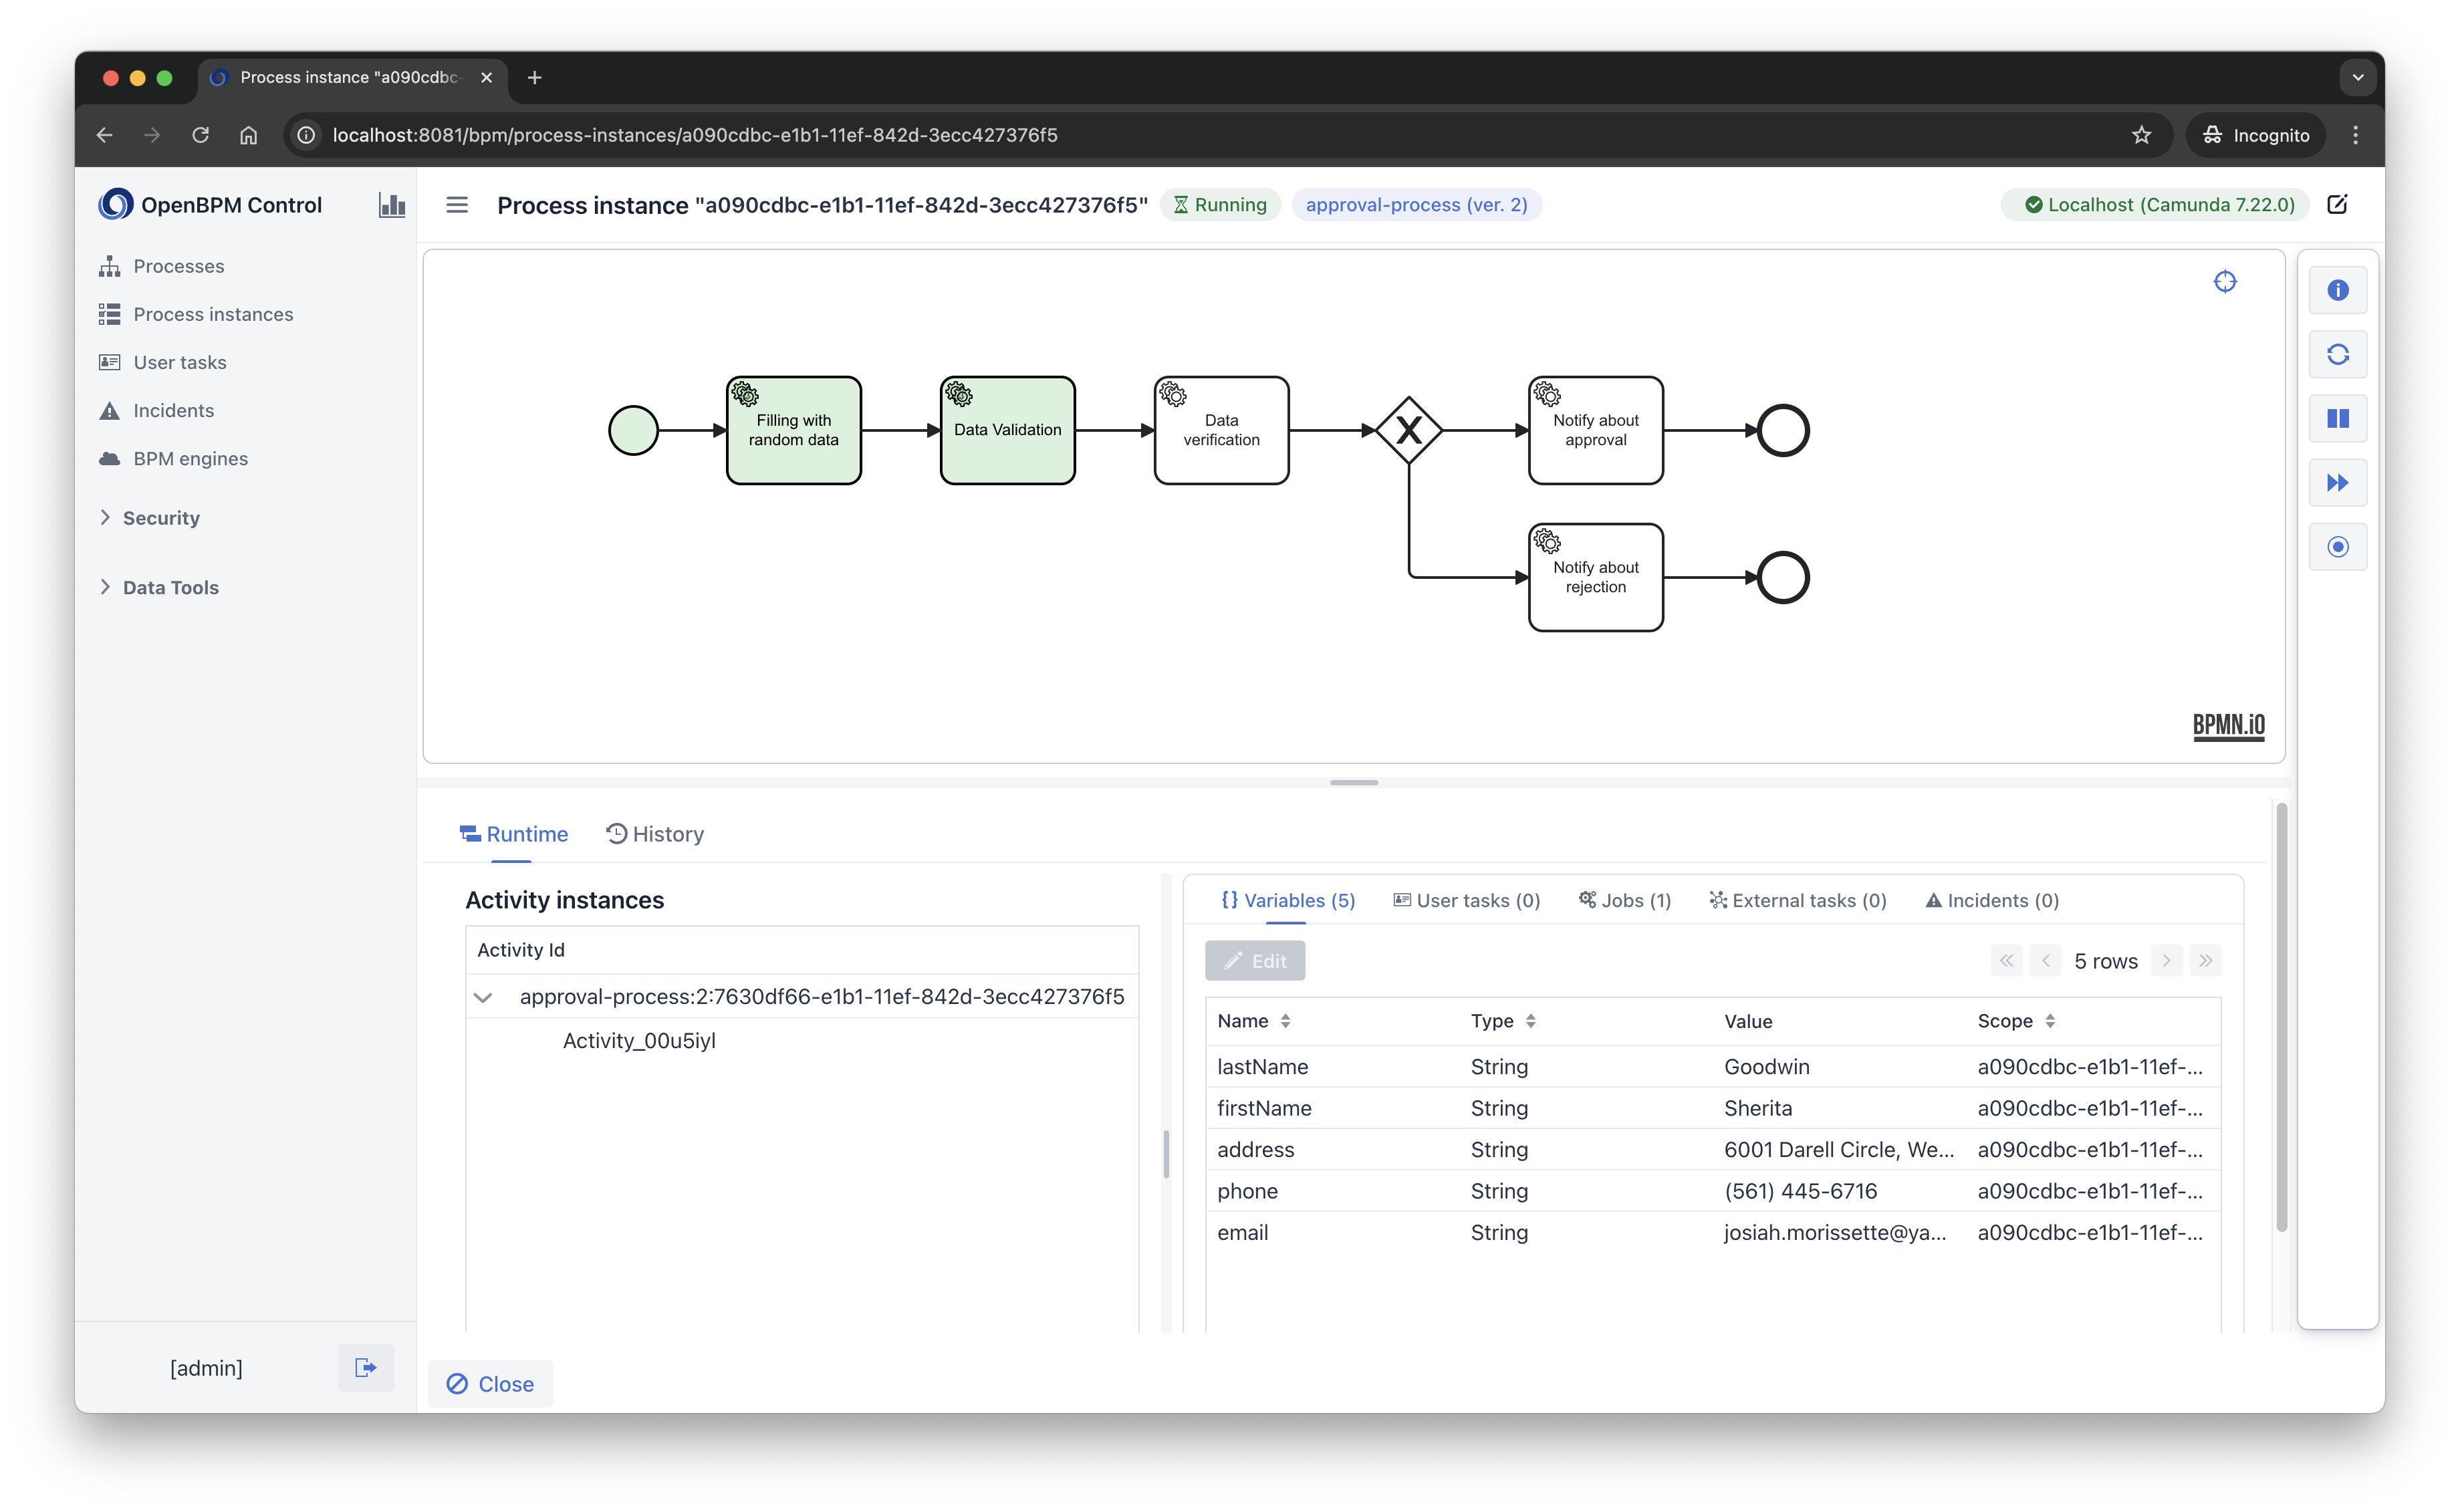 Process instance "a090cdbc-
localhost:8081/bpm/process-instances/a090cdbc-e1b1-11ef-842d-3ecc427376f5
Incognito
OpenBPM Control
Process instance "a090cdbc-e1b1-11ef-842d-3ecc427376f5"
Running
approval-process (ver. 2)
Localhost (Camunda 7.22.0)
Processes
Process instances
User tasks
Incidents
BPM engines
Security
Data Tools
Filling with
random data
Data Validation
Data
verification
X
Notify about
approval
Notify about
rejection
BPMN.iO
Runtime
History
Activity instances
Activity Id
approval-process:2:7630df66-e1b1-11ef-842d-3ecc427376f5
Activity_00u5iyl
{} Variables (5)
User tasks (0)
Jobs (1)
External tasks (0)
Incidents (0)
Edit
5 rows
Name Type Value Scope
lastName String Goodwin a090cdbc-e1b1-11ef-...
firstName String Sherita a090cdbc-e1b1-11ef-...
address String 6001 Darell Circle, We... a090cdbc-e1b1-11ef-...
phone String (561) 445-6716 a090cdbc-e1b1-11ef-...
email String josiah.morissette@ya... a090cdbc-e1b1-11ef-...
[admin]
Close